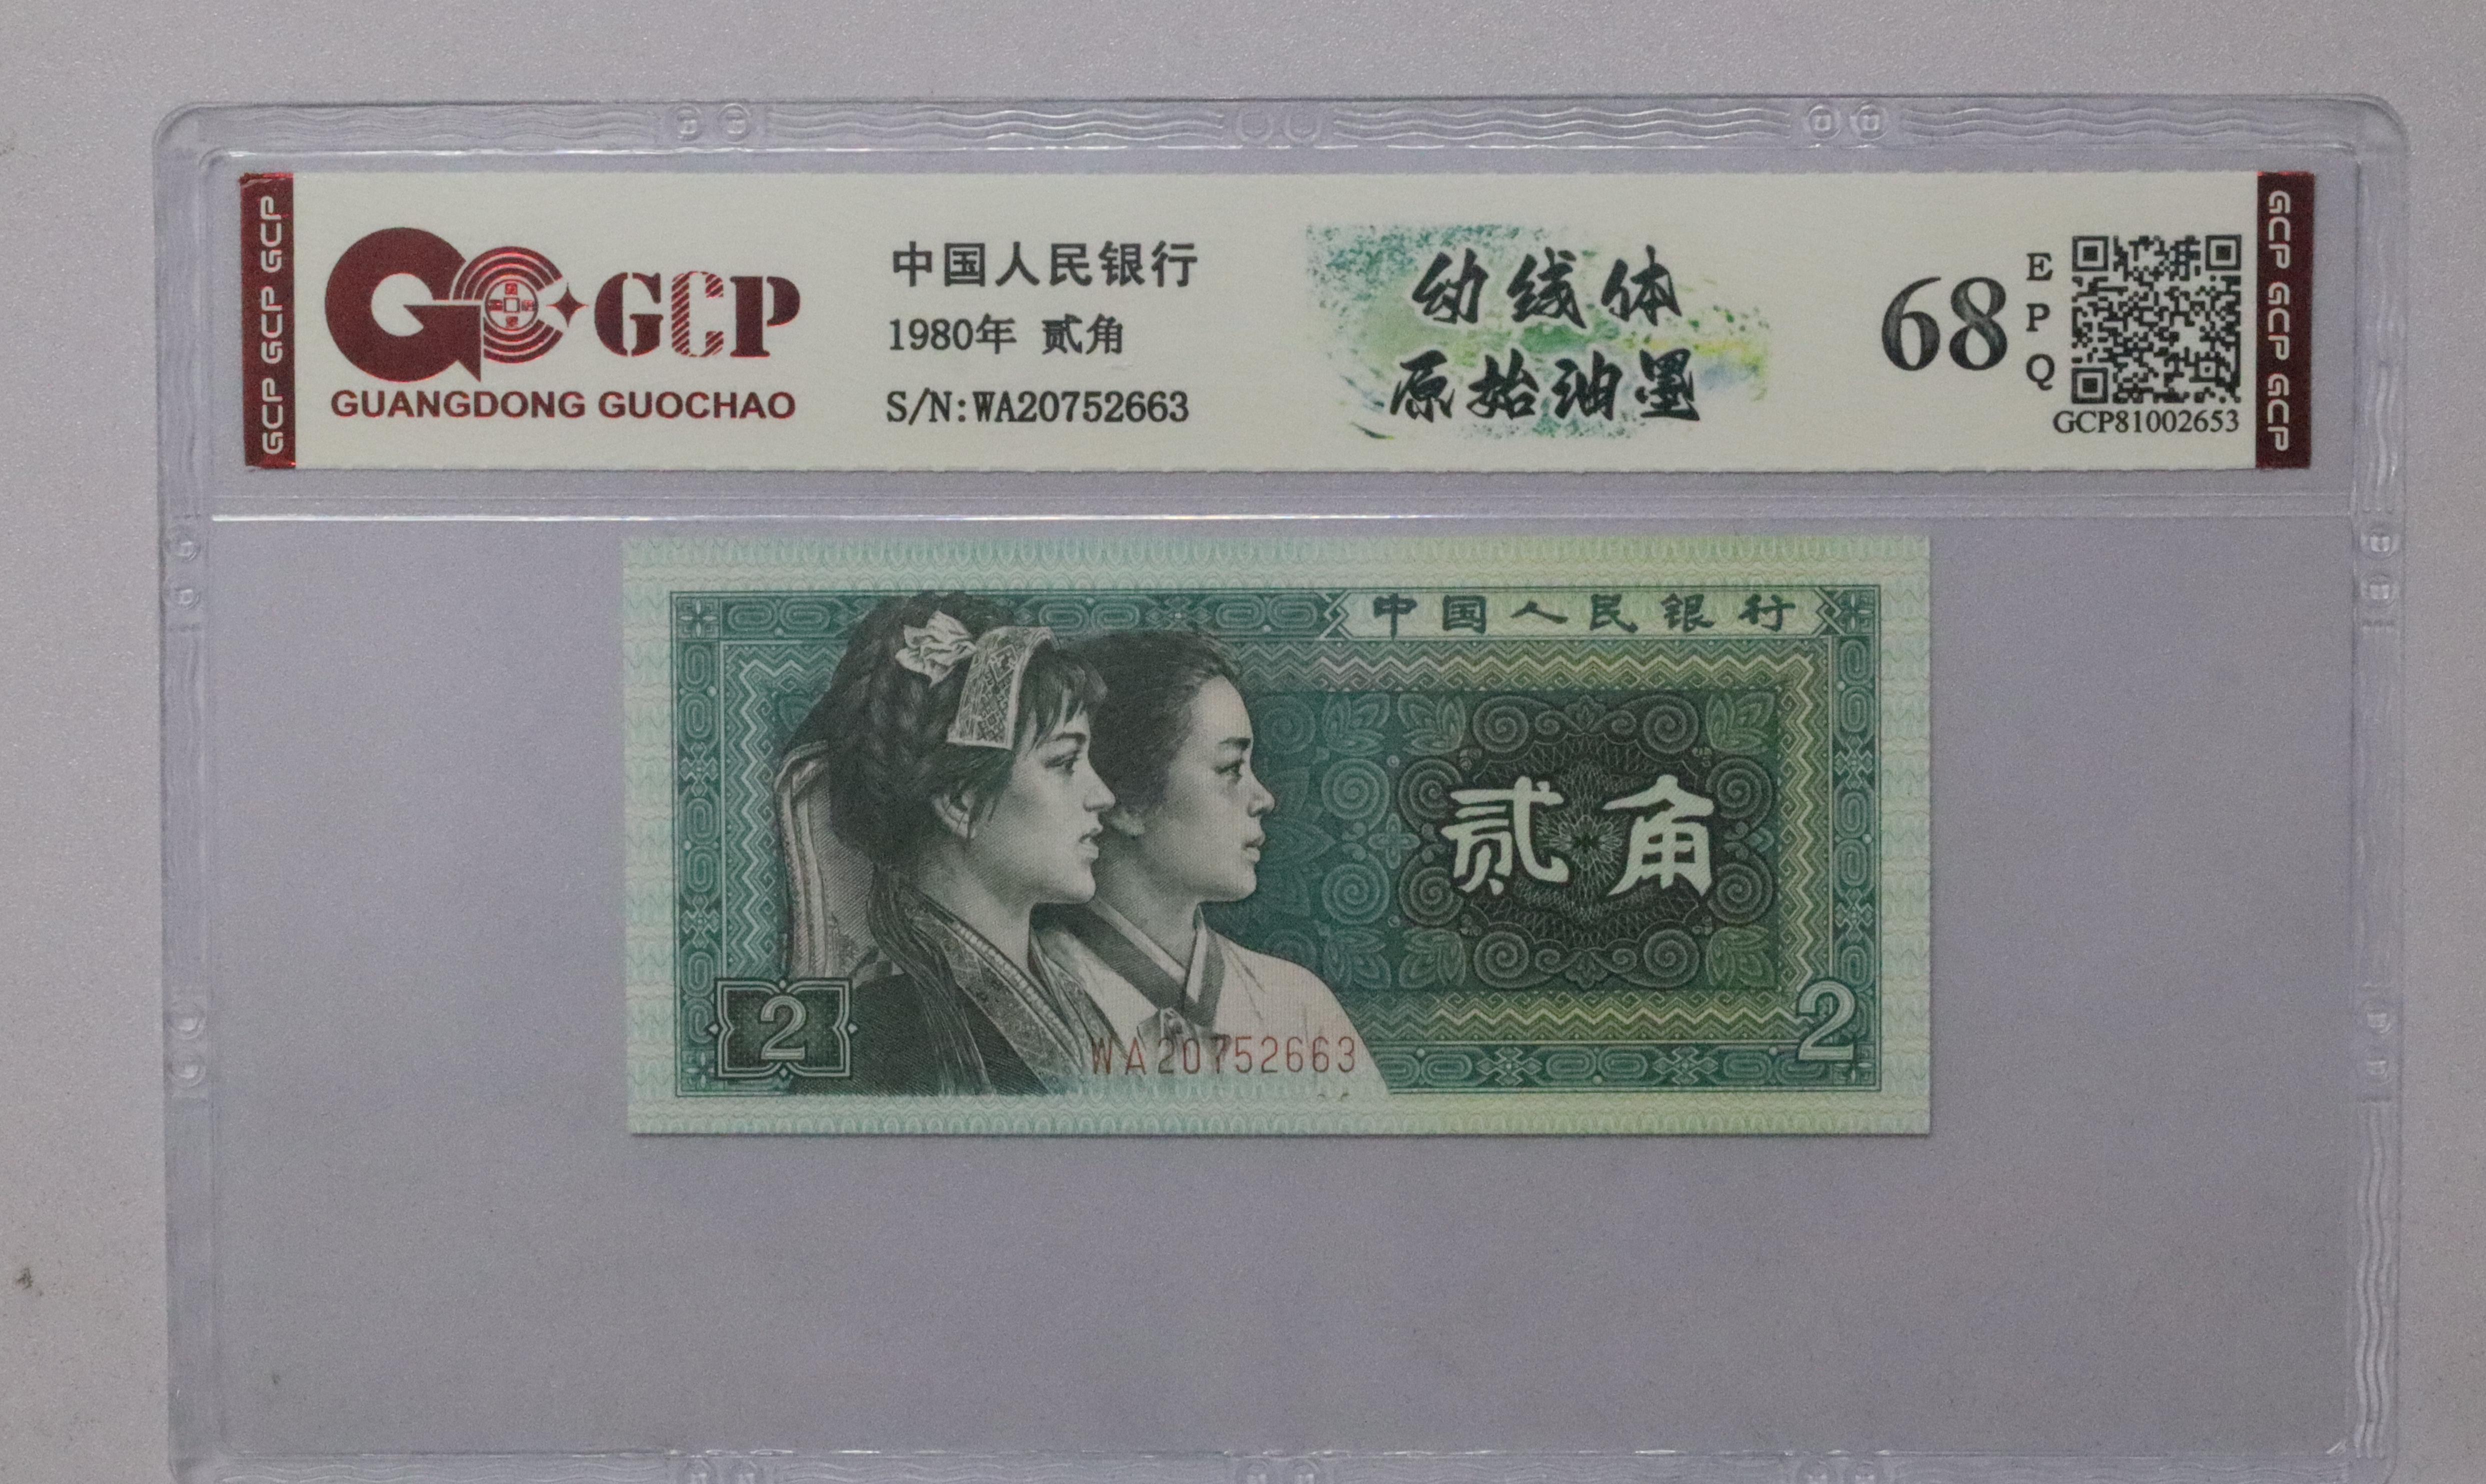 GCP GCP GCP
GCP
GUANGDONG GUOCHAO
中国人民银行
1980年 贰角
S/N:WA20752663
幼线体
原始油墨
68
E
P
Q
GCP81002653
GCP GCP GCP
中国人民银行
贰角
2
WA20752663
2